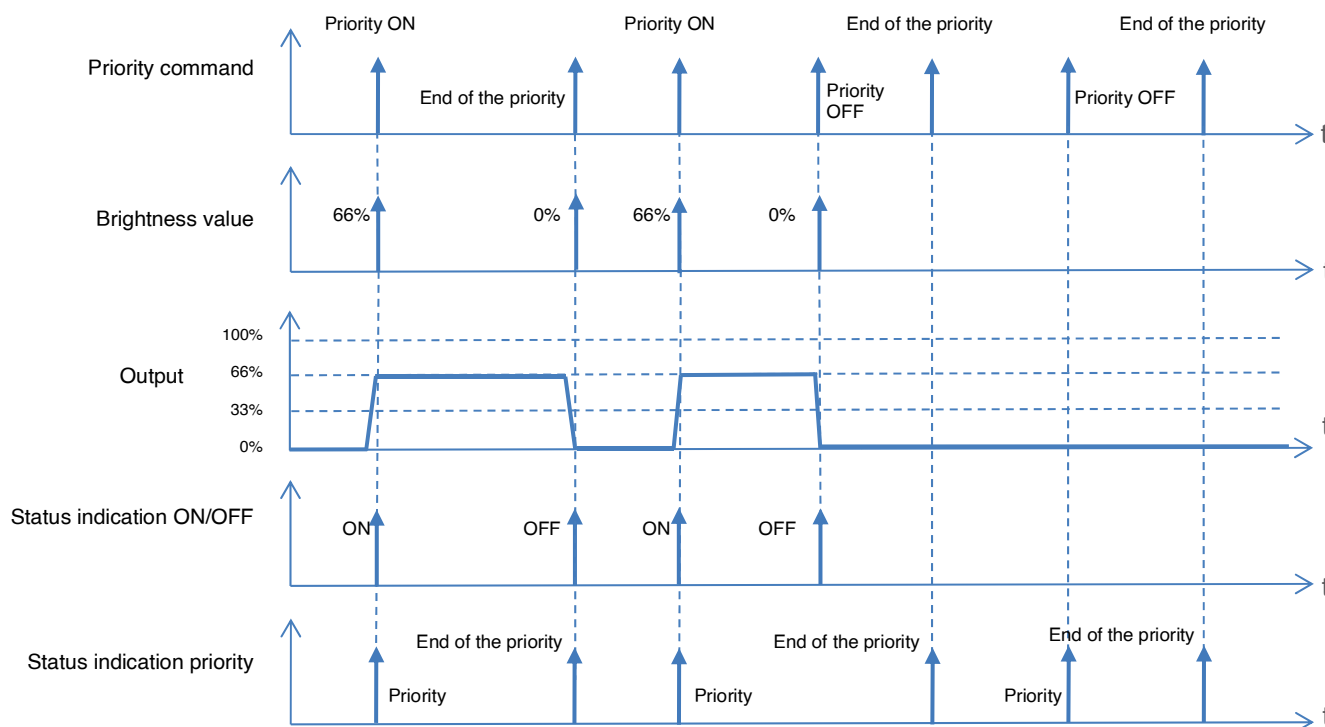 Priority ON
Priority ON
End of the priority
End of the priority
Priority command
End of the priority
Priority
OFF
Priority OFF
t
Brightness value
66%
0%
66%
0%
t
100%
Output
66%
33%
0%
t
Status indication ON/OFF
ON
OFF
ON
OFF
t
Status indication priority
End of the priority
End of the priority
End of the priority
Priority
Priority
Priority
t